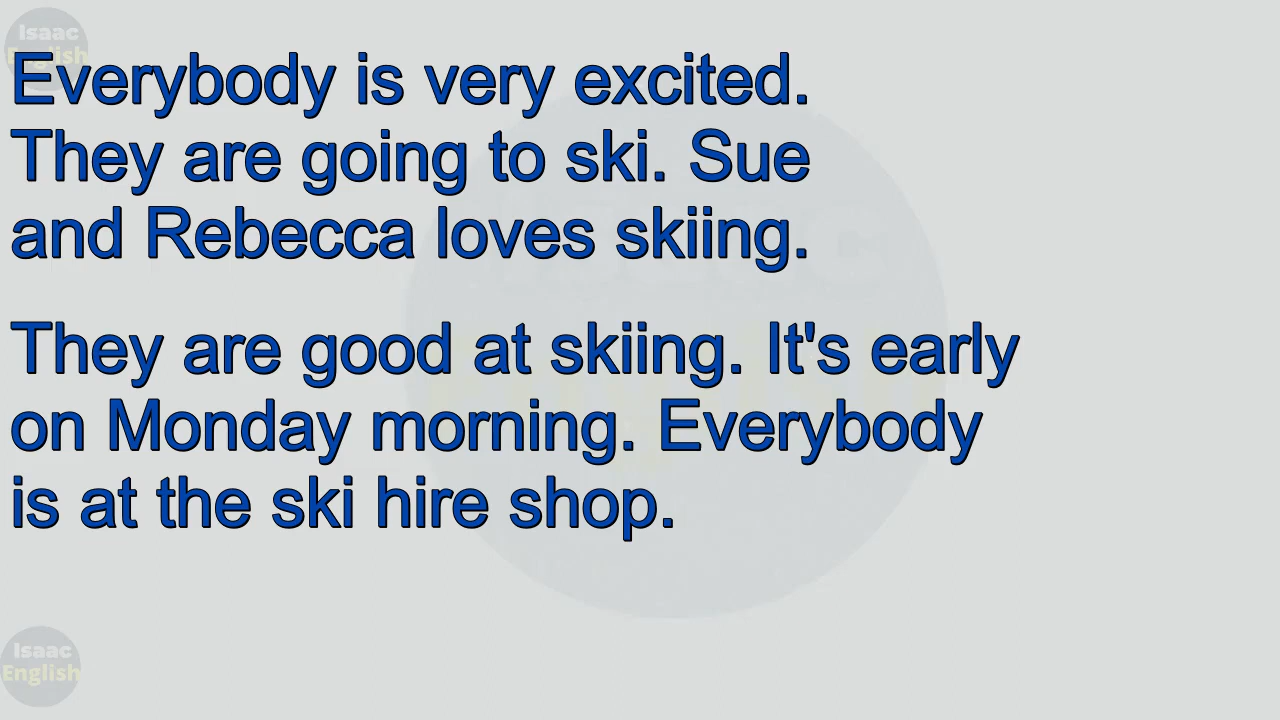 Isaac
English
Everybody is very excited.
They are going to ski. Sue
and Rebecca loves skiing.
They are good at skiing. It's early
on Monday morning. Everybody
is at the ski hire shop.
Isaac
English